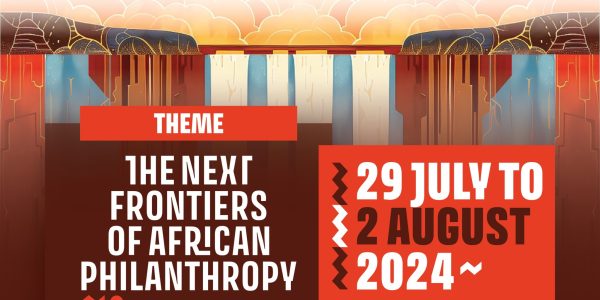 THEME
THE NEXT
FRONTIERS
OF AFRICAN
PHILANTHROPY
29 JULY TO
2 AUGUST
2024~